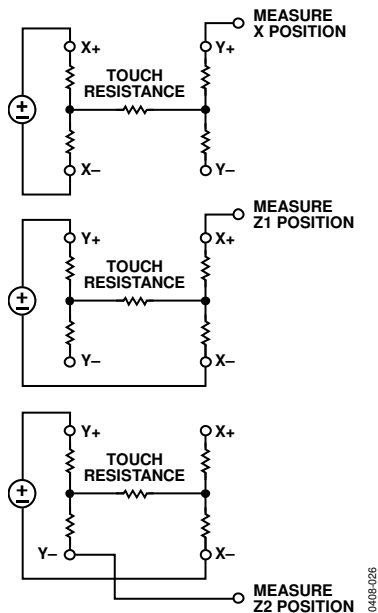 MEASURE
X POSITION
X+
Y+
TOUCH
RESISTANCE
X–
Y–
MEASURE
Z1 POSITION
Y+
X+
TOUCH
RESISTANCE
Y–
X–
Y+
X+
TOUCH
RESISTANCE
Y–
X–
MEASURE
Z2 POSITION
0408-026